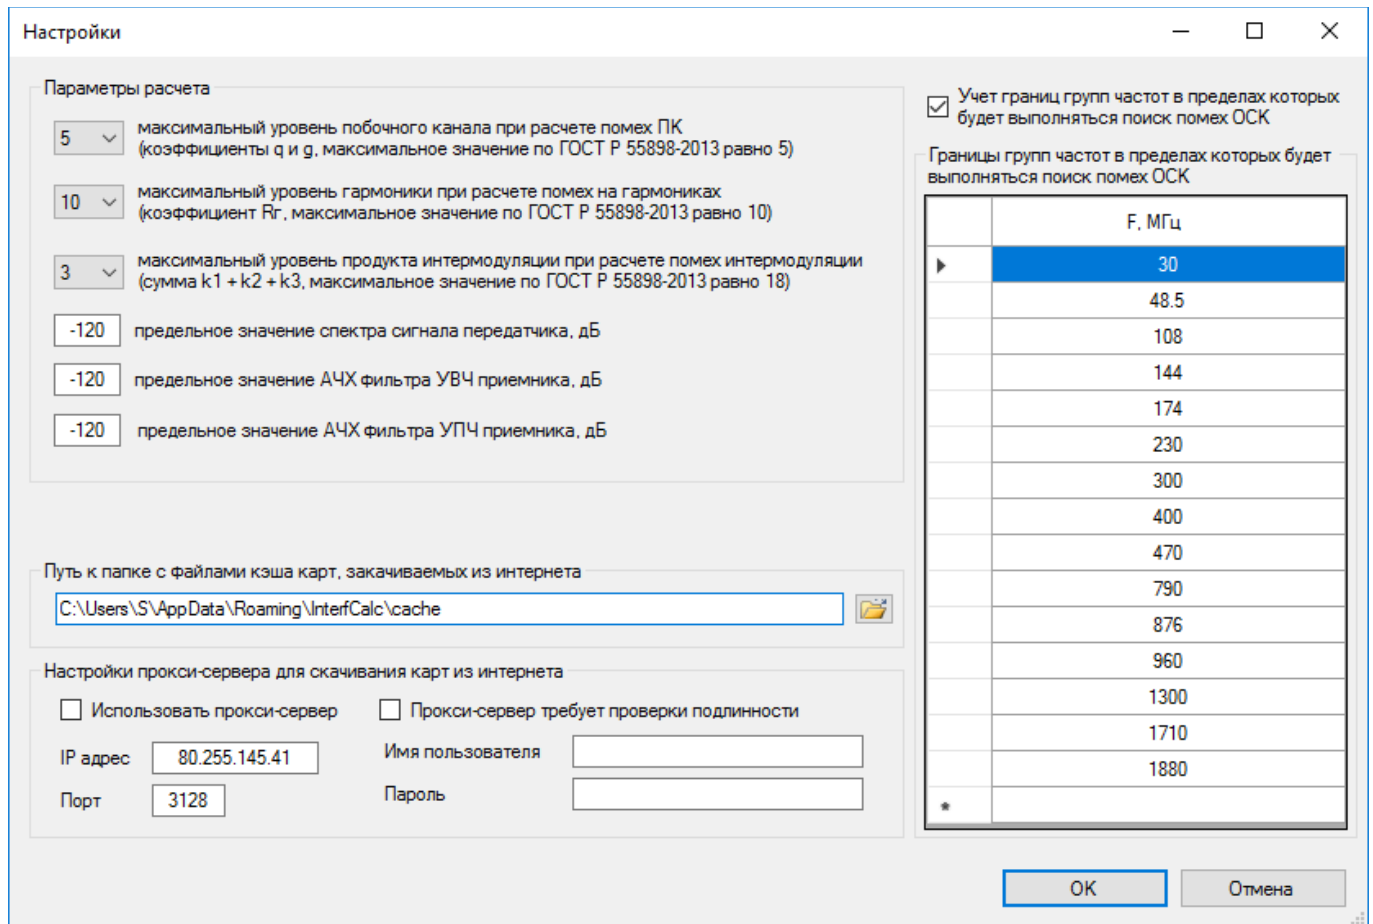 Настройки
Параметры расчета
5
максимальный уровень побочного канала при расчете помех ПК
(коэффициенты q и g, максимальное значение по ГОСТ Р 55898-2013 равно 5)
10
максимальный уровень гармоники при расчете помех на гармониках
(коэффициент Rг, максимальное значение по ГОСТ Р 55898-2013 равно 10)
3
максимальный уровень продукта интермодуляции при расчете помех интермодуляции
(сумма k1 + k2 + k3, максимальное значение по ГОСТ Р 55898-2013 равно 18)
-120 предельное значение спектра сигнала передатчика, дБ
-120 предельное значение АЧХ фильтра УВЧ приемника, дБ
-120 предельное значение АЧХ фильтра УПЧ приемника, дБ
Путь к папке с файлами кэша карт, закачиваемых из интернета
C:\Users\S\AppData\Roaming\InterfCalc\cache
Настройки прокси-сервера для скачивания карт из интернета
Использовать прокси-сервер
Прокси-сервер требует проверки подлинности
IP адрес 80.255.145.41
Имя пользователя
Порт 3128
Пароль
Учет границ групп частот в пределах которых
будет выполняться поиск помех ОСК
Границы групп частот в пределах которых будет
выполняться поиск помех ОСК
F, МГц
30
48.5
108
144
174
230
300
400
470
790
876
960
1300
1710
1880
*
OK
Отмена